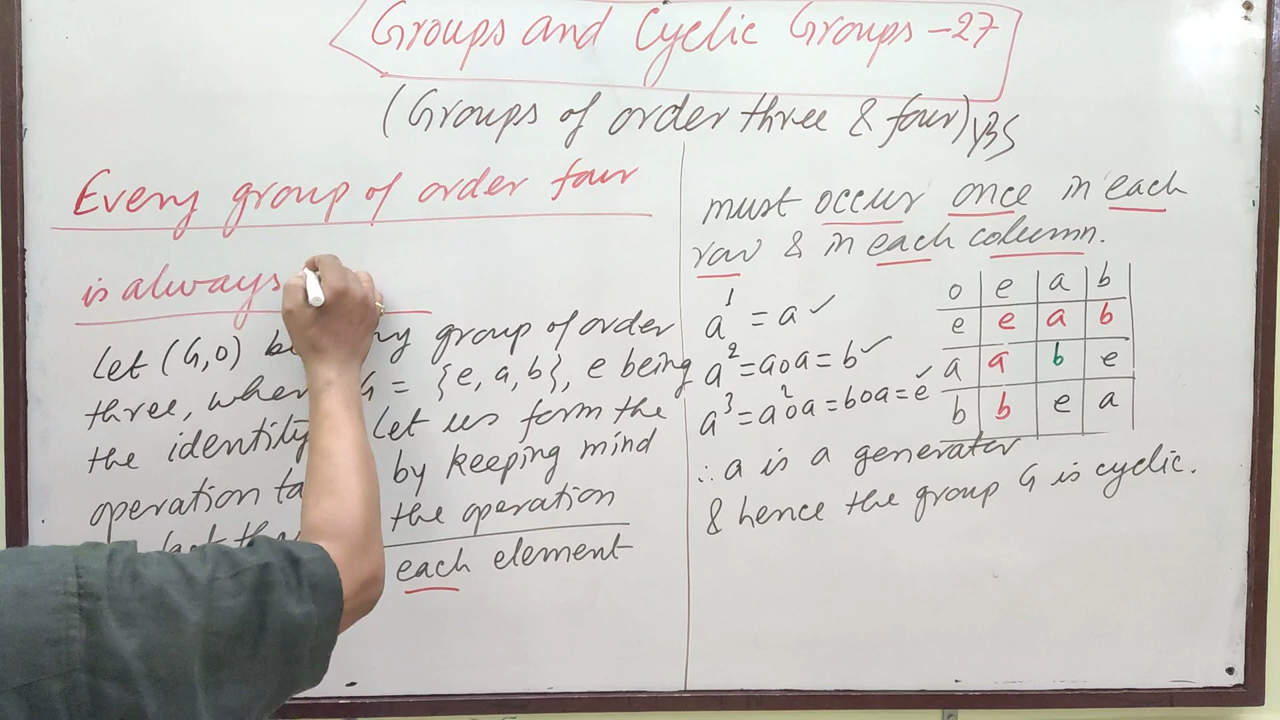 Groups and Cyclic Groups - 27
(Groups of order three & four)
Every group of order four
is always
Let (G,o) group of order
three, = {e, a, b}, e being
the identity Let us form the
operation by keeping mind
the operation
each element
must occur once in each
row & in each column.
a¹ = a ✓
a² = aoa = b ✓
a³ = a²oa = boa = e ✓
o e a b
e e a b
a a b e
b b e a
∴ a is a generator
& hence the group G is cyclic.